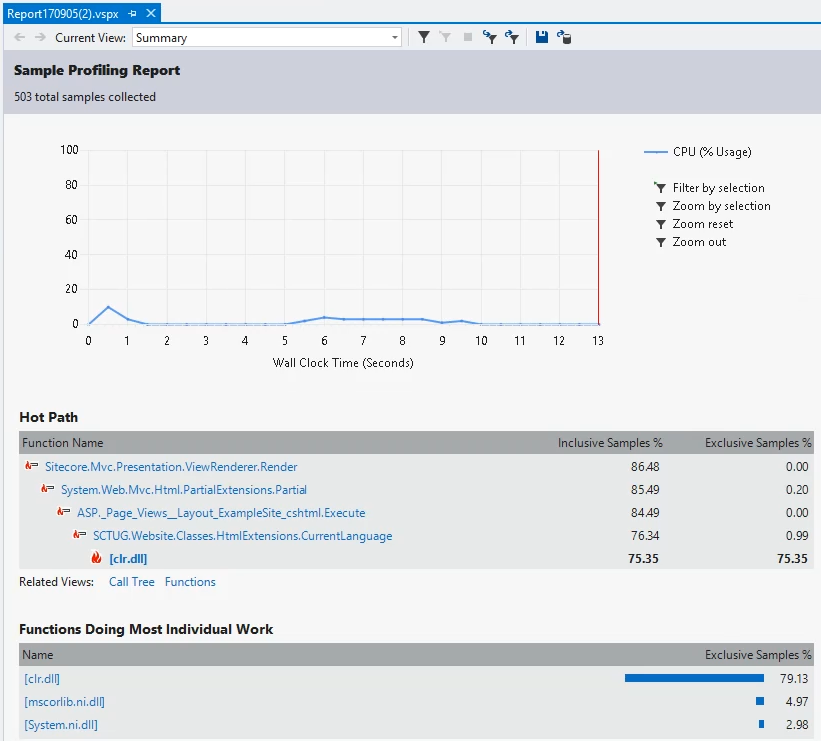 Report170905(2).vspx
Current View: Summary
Sample Profiling Report
503 total samples collected
100
80
60
40
20
0
0 1 2 3 4 5 6 7 8 9 10 11 12 13
Wall Clock Time (Seconds)
CPU (% Usage)
Filter by selection
Zoom by selection
Zoom reset
Zoom out
Hot Path
Function Name Inclusive Samples % Exclusive Samples %
Sitecore.Mvc.Presentation.ViewRenderer.Render 86.48 0.00
System.Web.Mvc.Html.PartialExtensions.Partial 85.49 0.20
ASP._Page_Views__Layout_ExampleSite_cshtml.Execute 84.49 0.00
SCTUG.Website.Classes.HtmlExtensions.CurrentLanguage 76.34 0.99
[clr.dll] 75.35 75.35
Related Views: Call Tree Functions
Functions Doing Most Individual Work
Name Exclusive Samples %
[clr.dll] 79.13
[mscorlib.ni.dll] 4.97
[System.ni.dll] 2.98